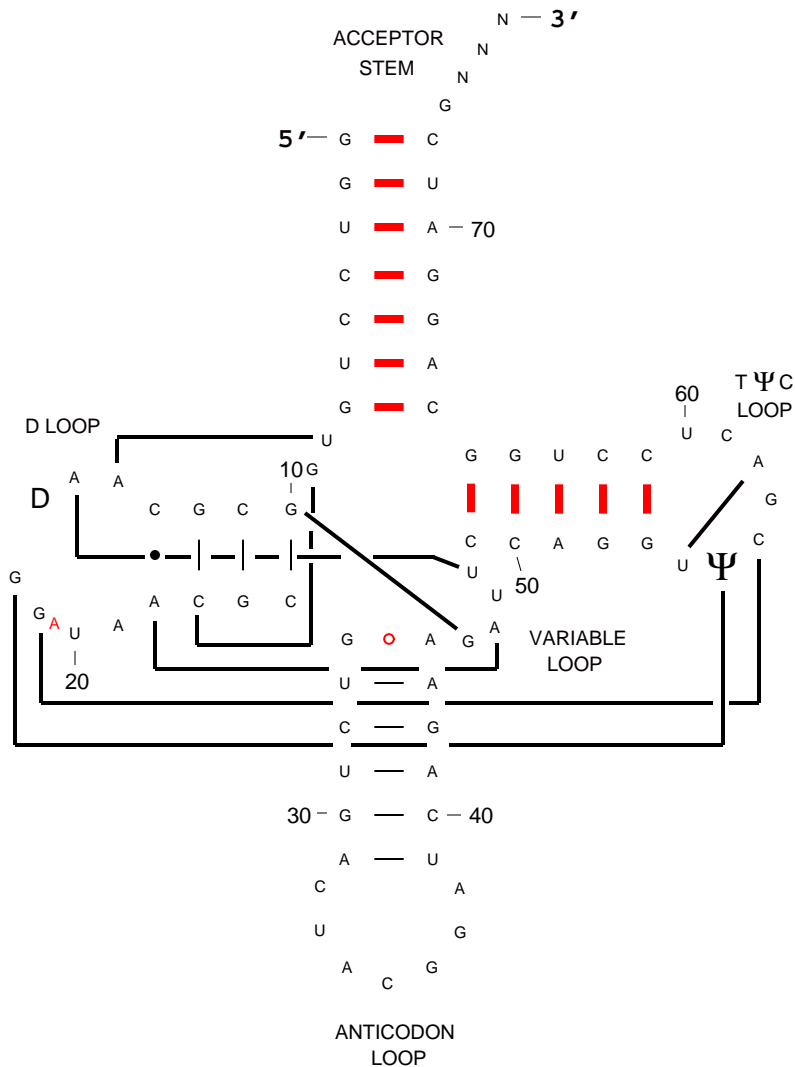 N — 3′
ACCEPTOR
STEM
N
N
G
5′ — G C
G U
U A — 70
C G
C G
U A
G C
T Ψ C
LOOP
60
D LOOP
U
U C
G G U C C
A A
A
10 G
D
G
C G C G
C C A G G
U Ψ
C
U
50
G
U
A A C G C
G A U
A
G A G
VARIABLE
LOOP
20
U A
C G
U A
30 — G C — 40
A U
C A
U G
A G
C
ANTICODON
LOOP